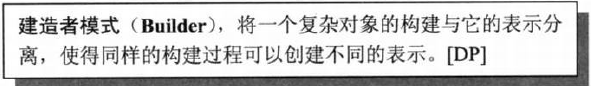 建造者模式（Builder），将一个复杂对象的构建与它的表示分
离，使得同样的构建过程可以创建不同的表示。[DP]